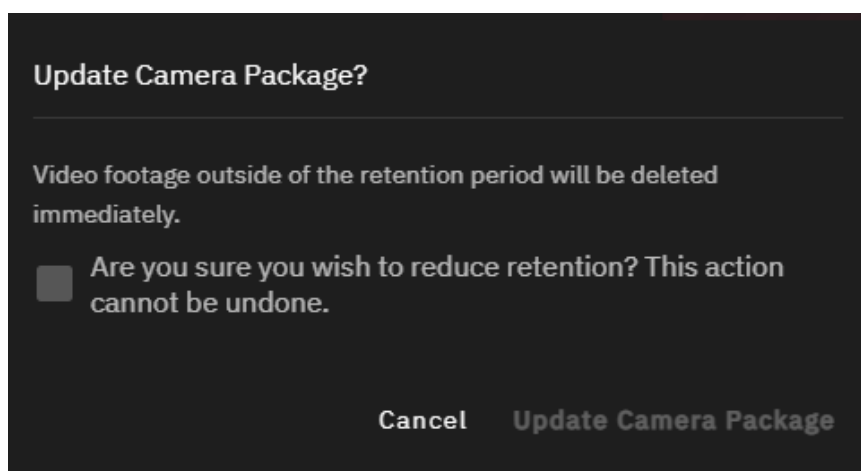 Update Camera Package?
Video footage outside of the retention period will be deleted
immediately.
Are you sure you wish to reduce retention? This action
cannot be undone.
Cancel Update Camera Package